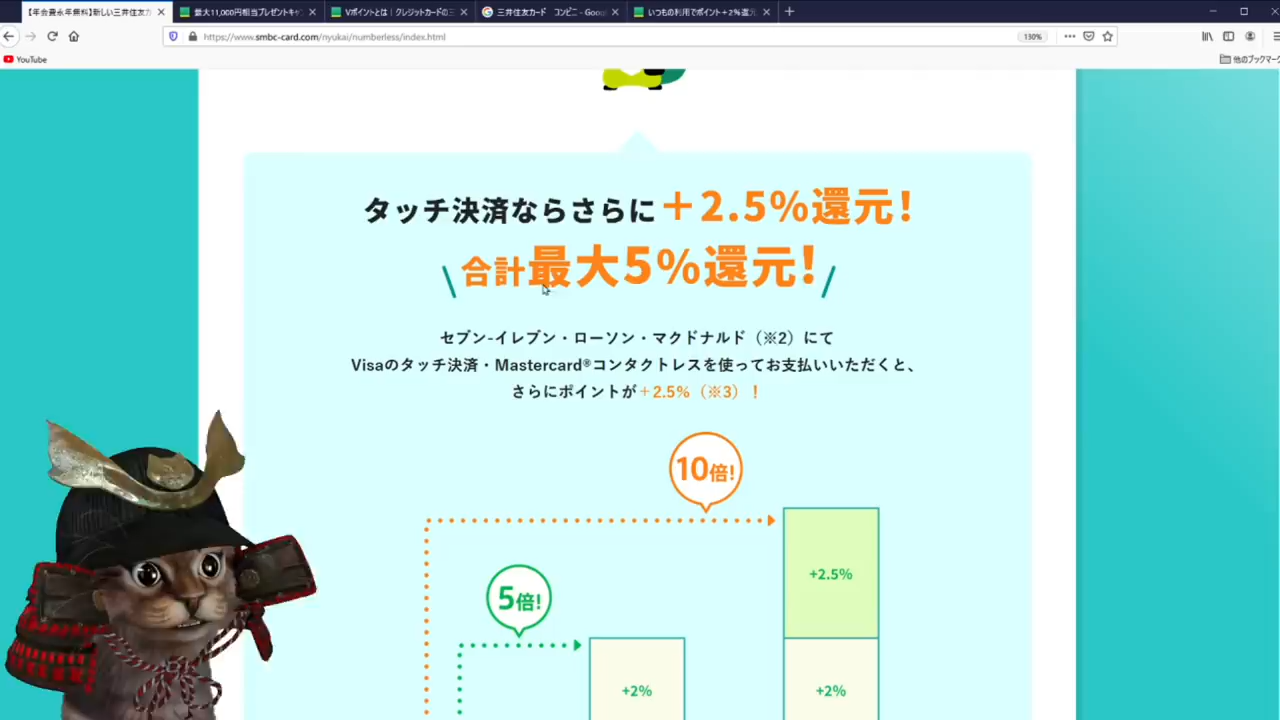 【年会費永年無料】新しい三井住友カ
最大11,000円相当プレゼントキャン
Vポイントとは｜クレジットカードの三
三井住友カード　コンビニ - Goo
いつもの利用でポイント＋2％還元
https://www.smbc-card.com/nyukai/numberless/index.html
130%
YouTube
他のブックマーク
タッチ決済ならさらに＋2.5％還元！
合計最大5％還元！
セブン‐イレブン・ローソン・マクドナルド（※2）にて
Visaのタッチ決済・Mastercard®コンタクトレスを使ってお支払いいただくと、
さらにポイントが＋2.5％（※3）！
10倍!
+2.5%
5倍!
+2%
+2%